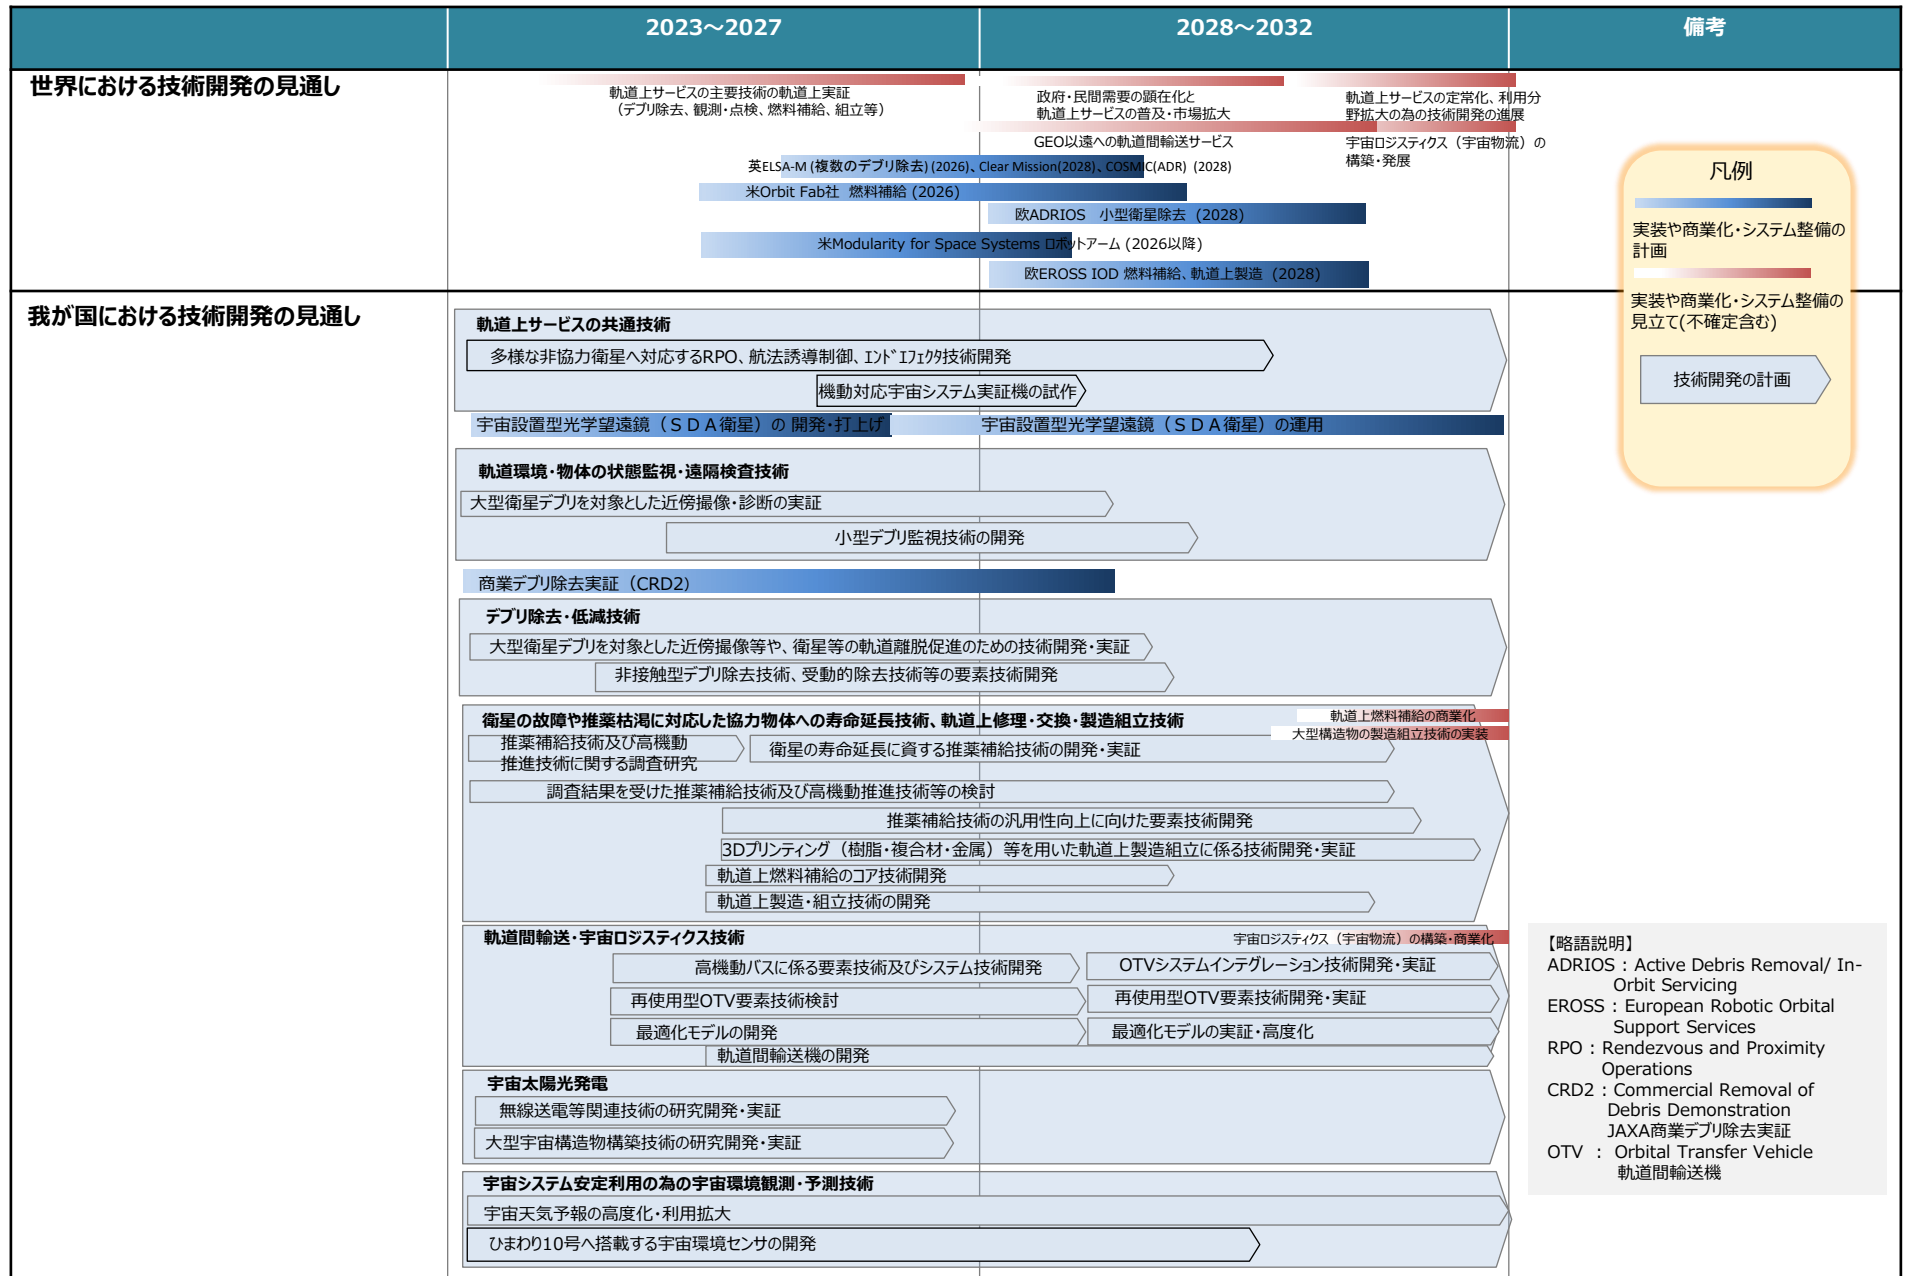 2023～2027
2028～2032
備考
世界における技術開発の見通し
軌道上サービスの主要技術の軌道上実証
（デブリ除去、観測・点検、燃料補給、組立等）
政府・民間需要の顕在化と
軌道上サービスの普及・市場拡大
軌道上サービスの定常化、利用分
野拡大の為の技術開発の進展
GEO以遠への軌道間輸送サービス
宇宙ロジスティクス（宇宙物流）の
構築・発展
英ELSA-M (複数のデブリ除去) (2026)、Clear Mission(2028)、COSMIC(ADR) (2028)
米Orbit Fab社 燃料補給 (2026)
欧ADRIOS 小型衛星除去 (2028)
米Modularity for Space Systems ロボットアーム (2026以降)
欧EROSS IOD 燃料補給、軌道上製造 (2028)
凡例
実装や商業化・システム整備の
計画
実装や商業化・システム整備の
見立て(不確定含む)
技術開発の計画
我が国における技術開発の見通し
軌道上サービスの共通技術
多様な非協力衛星へ対応するRPO、航法誘導制御、ｴﾝﾄﾞｴﾌｪｸﾀ技術開発
機動対応宇宙システム実証機の試作
宇宙設置型光学望遠鏡（ＳＤＡ衛星）の 開発・打上げ
宇宙設置型光学望遠鏡（ＳＤＡ衛星）の運用
軌道環境・物体の状態監視・遠隔検査技術
大型衛星デブリを対象とした近傍撮像・診断の実証
小型デブリ監視技術の開発
商業デブリ除去実証（CRD2）
デブリ除去・低減技術
大型衛星デブリを対象とした近傍撮像等や、衛星等の軌道離脱促進のための技術開発・実証
非接触型デブリ除去技術、受動的除去技術等の要素技術開発
衛星の故障や推薬枯渇に対応した協力物体への寿命延長技術、軌道上修理・交換・製造組立技術
軌道上燃料補給の商業化
大型構造物の製造組立技術の実装
推薬補給技術及び高機動
推進技術に関する調査研究
衛星の寿命延長に資する推薬補給技術の開発・実証
調査結果を受けた推薬補給技術及び高機動推進技術等の検討
推薬補給技術の汎用性向上に向けた要素技術開発
3Dプリンティング（樹脂・複合材・金属）等を用いた軌道上製造組立に係る技術開発・実証
軌道上燃料補給のコア技術開発
軌道上製造・組立技術の開発
軌道間輸送・宇宙ロジスティクス技術
宇宙ロジスティクス（宇宙物流）の構築・商業化
高機動バスに係る要素技術及びシステム技術開発
OTVシステムインテグレーション技術開発・実証
再使用型OTV要素技術検討
再使用型OTV要素技術開発・実証
最適化モデルの開発
最適化モデルの実証・高度化
軌道間輸送機の開発
宇宙太陽光発電
無線送電等関連技術の研究開発・実証
大型宇宙構造物構築技術の研究開発・実証
宇宙システム安定利用の為の宇宙環境観測・予測技術
宇宙天気予報の高度化・利用拡大
ひまわり10号へ搭載する宇宙環境センサの開発
【略語説明】
ADRIOS：Active Debris Removal/ In-
Orbit Servicing
EROSS：European Robotic Orbital
Support Services
RPO：Rendezvous and Proximity
Operations
CRD2：Commercial Removal of
Debris Demonstration
JAXA商業デブリ除去実証
OTV ： Orbital Transfer Vehicle
軌道間輸送機